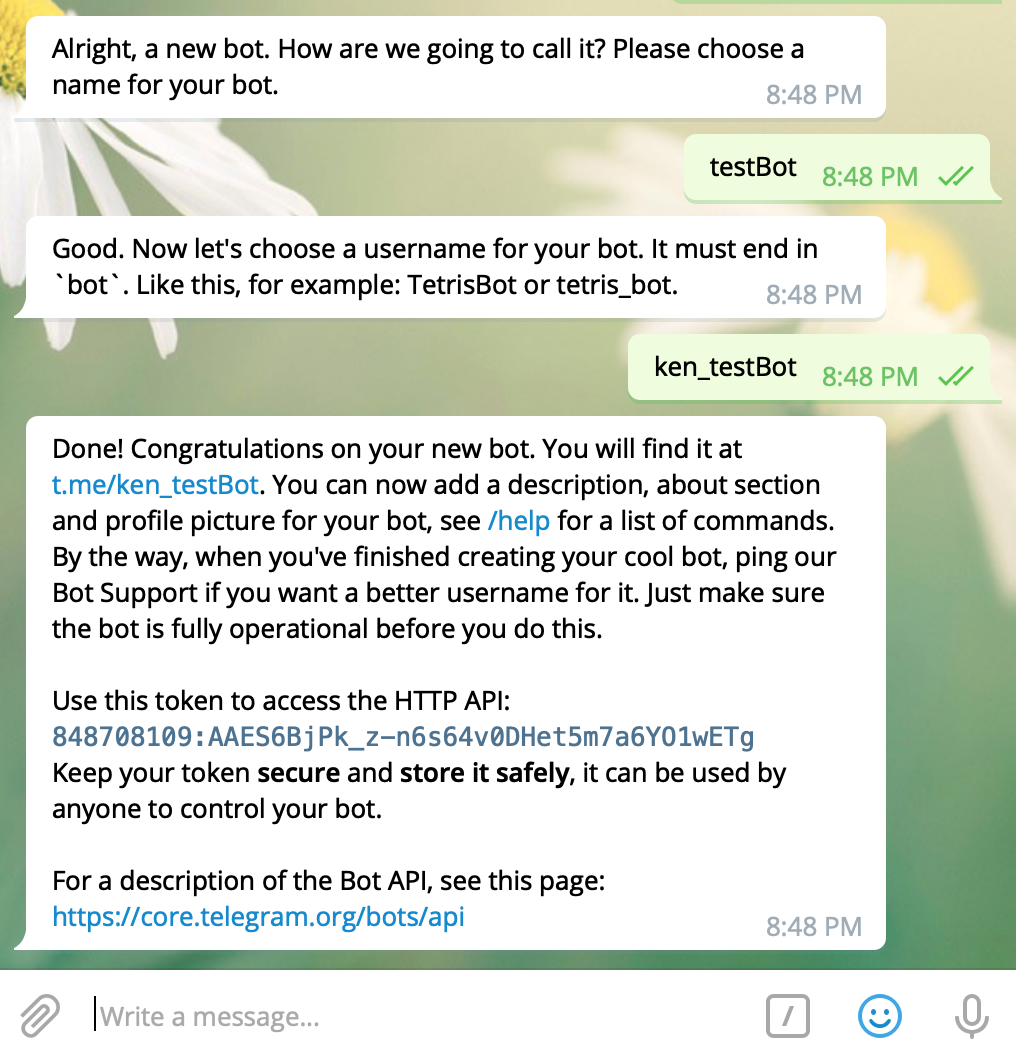 Alright, a new bot. How are we going to call it? Please choose a
name for your bot.
8:48 PM
testBot 8:48 PM
Good. Now let's choose a username for your bot. It must end in
`bot`. Like this, for example: TetrisBot or tetris_bot.
8:48 PM
ken_testBot 8:48 PM
Done! Congratulations on your new bot. You will find it at
t.me/ken_testBot. You can now add a description, about section
and profile picture for your bot, see /help for a list of commands.
By the way, when you've finished creating your cool bot, ping our
Bot Support if you want a better username for it. Just make sure
the bot is fully operational before you do this.
Use this token to access the HTTP API:
848708109:AAES6BjPk_z-n6s64v0DHet5m7a6YO1wETg
Keep your token secure and store it safely, it can be used by
anyone to control your bot.
For a description of the Bot API, see this page:
https://core.telegram.org/bots/api
8:48 PM
Write a message...